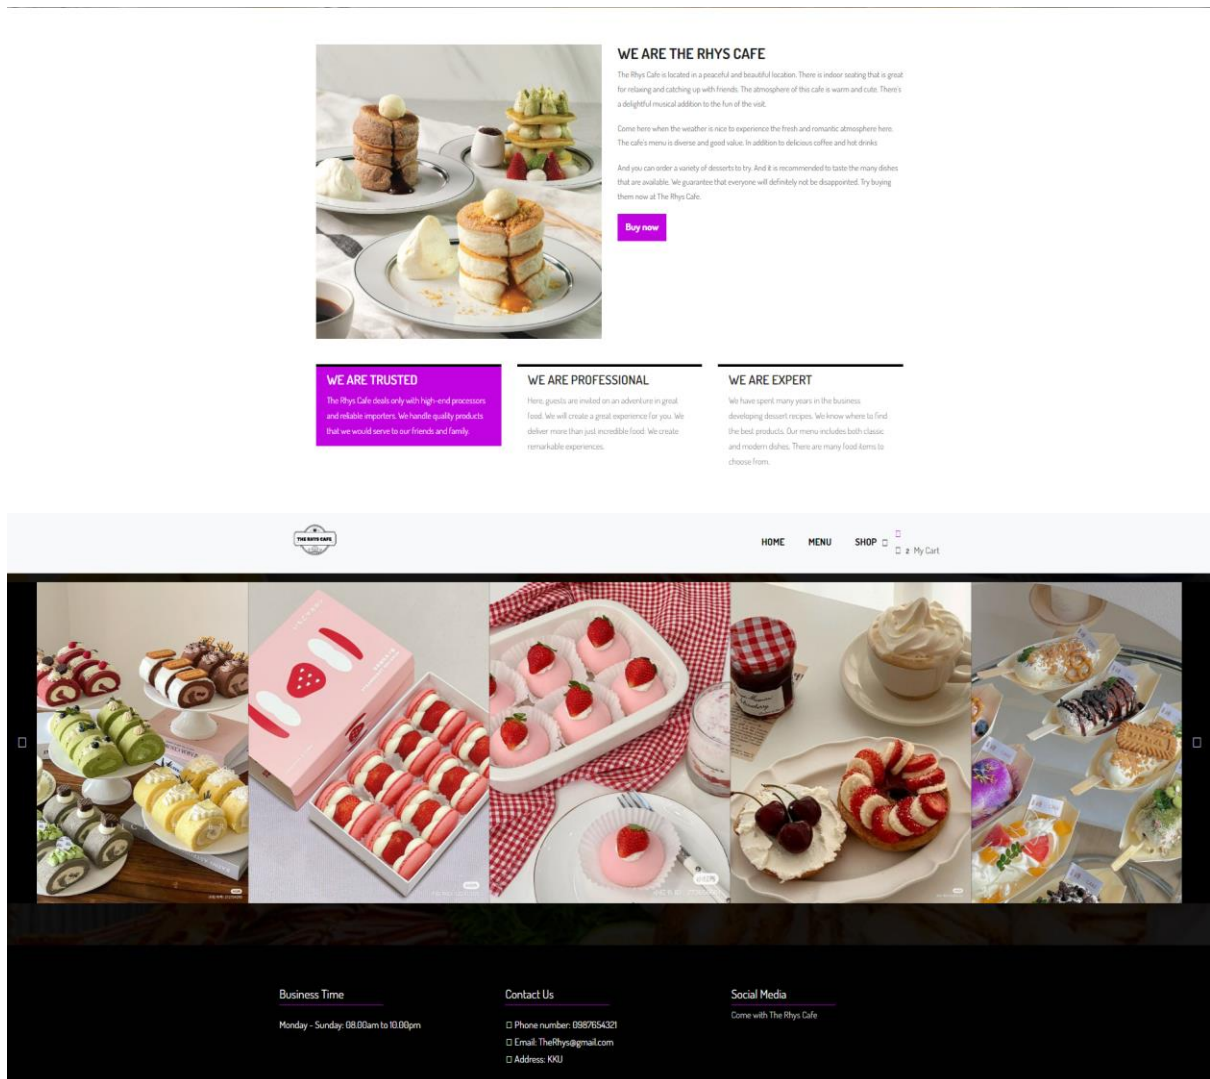 WE ARE THE RHYS CAFE
The Rhys Cafe is located in a peaceful and beautiful location. There is indoor seating that is great
for relaxing and catching up with friends. The atmosphere of this cafe is warm and cute. There's
a delightful musical addition to the fun of the visit.
Come here when the weather is nice to experience the fresh and romantic atmosphere here.
The cafe's menu is diverse and good value. In addition to delicious coffee and hot drinks
And you can order a variety of desserts to try. And it is recommended to taste the many dishes
that are available. We guarantee that everyone will definitely not be disappointed. Try buying
them now at The Rhys Cafe.
Buy now
WE ARE TRUSTED
The Rhys Cafe deals only with high-end processors
and reliable importers. We handle quality products
that we would serve to our friends and family.
WE ARE PROFESSIONAL
Here, guests are invited on an adventure in great
food. We will create a great experience for you. We
deliver more than just incredible food. We create
remarkable experiences.
WE ARE EXPERT
We have spent many years in the business
developing dessert recipes. We know where to find
the best products. Our menu includes both classic
and modern dishes. There are many food items to
choose from.
THE RHYS CAFE
HOME MENU SHOP
2 My Cart
Business Time
Monday - Sunday: 08.00am to 10.00pm
Contact Us
Phone number: 0987654321
Email: TheRhys@gmail.com
Address: KKU
Social Media
Come with The Rhys Cafe